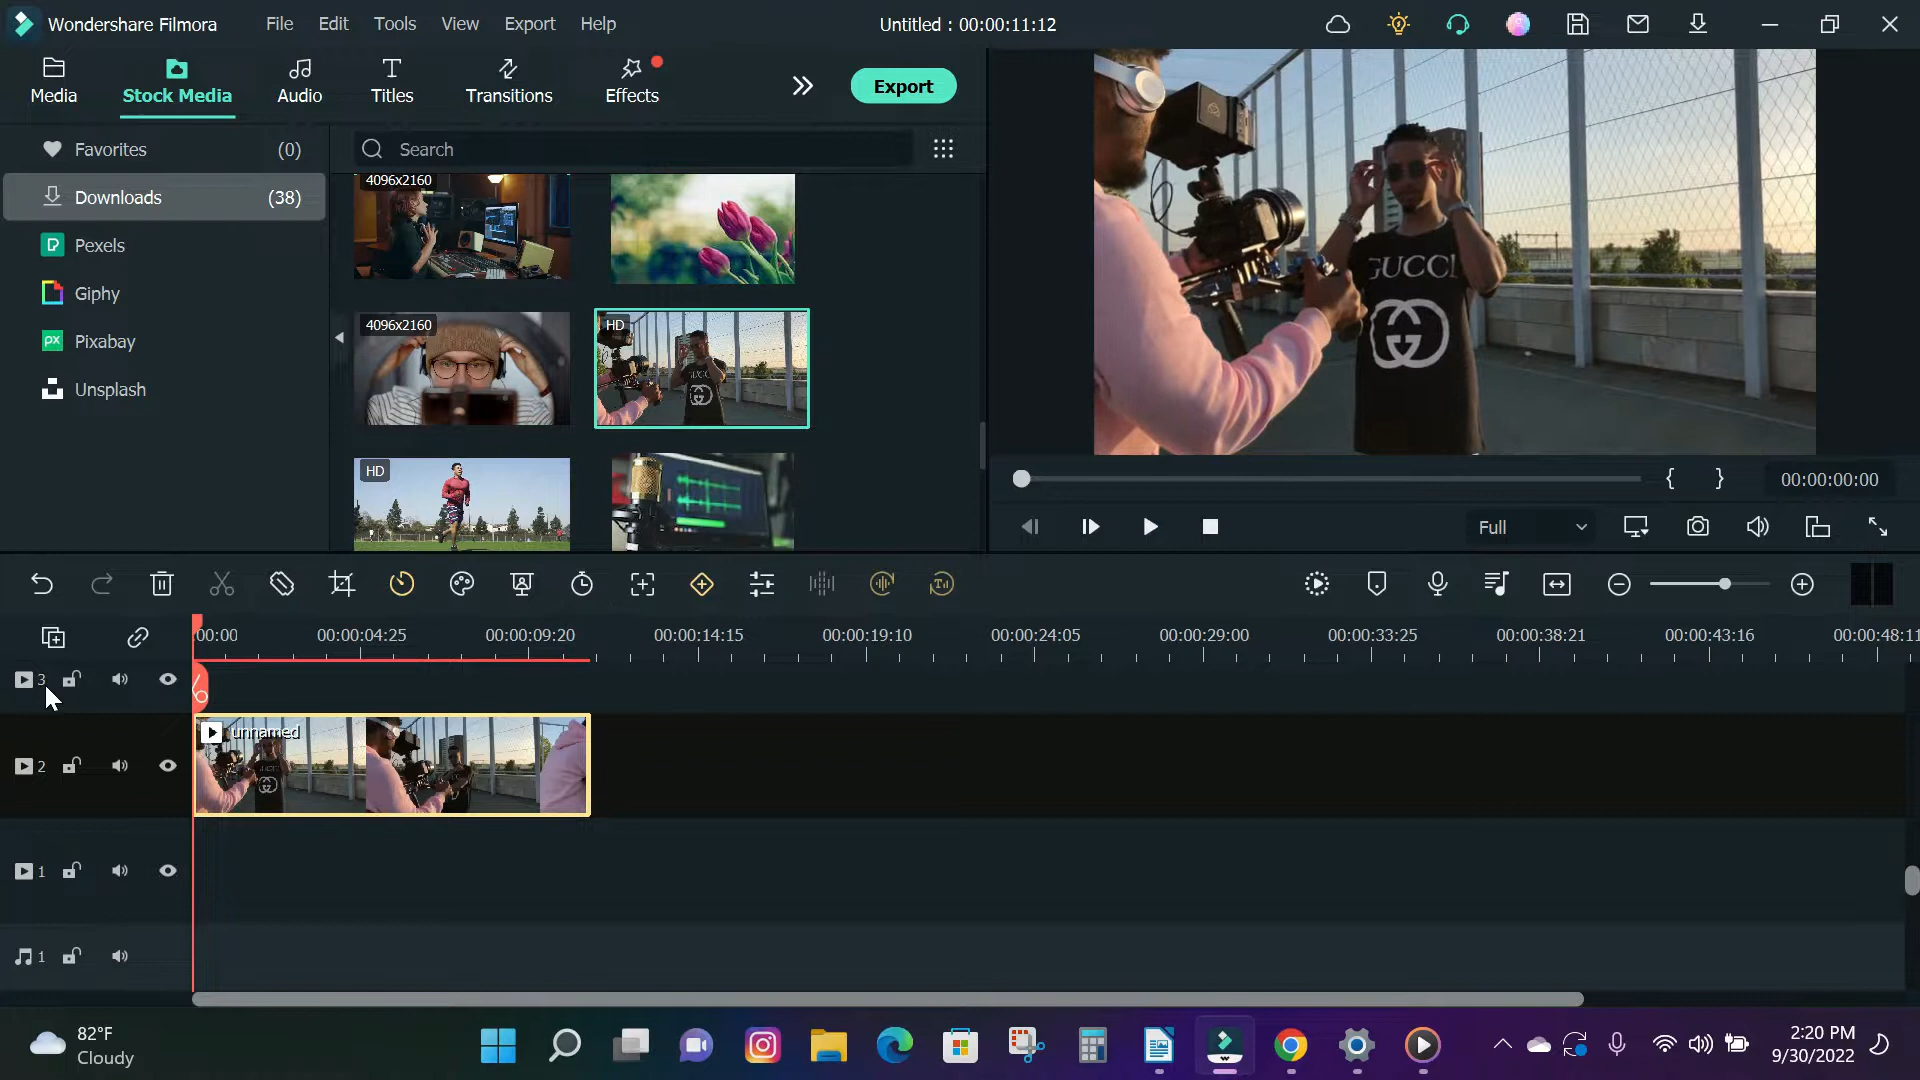 Wondershare Filmora
File
Edit
Tools
View
Export
Help
Untitled : 00:00:11:12
Media
Stock Media
Audio
Titles
Transitions
Effects
Export
Favorites
(0)
Downloads
(38)
Pexels
Giphy
Pixabay
Unsplash
Search
4096x2160
4096x2160
HD
GUCCI
HD
GUCCI
00:00:00:00
Full
:00:00
00:00:04:25
00:00:09:20
00:00:14:15
00:00:19:10
00:00:24:05
00:00:29:00
00:00:33:25
00:00:38:21
00:00:43:16
00:00:48:11
3
2
unnamed
1
1
82°F
Cloudy
2:20 PM
9/30/2022